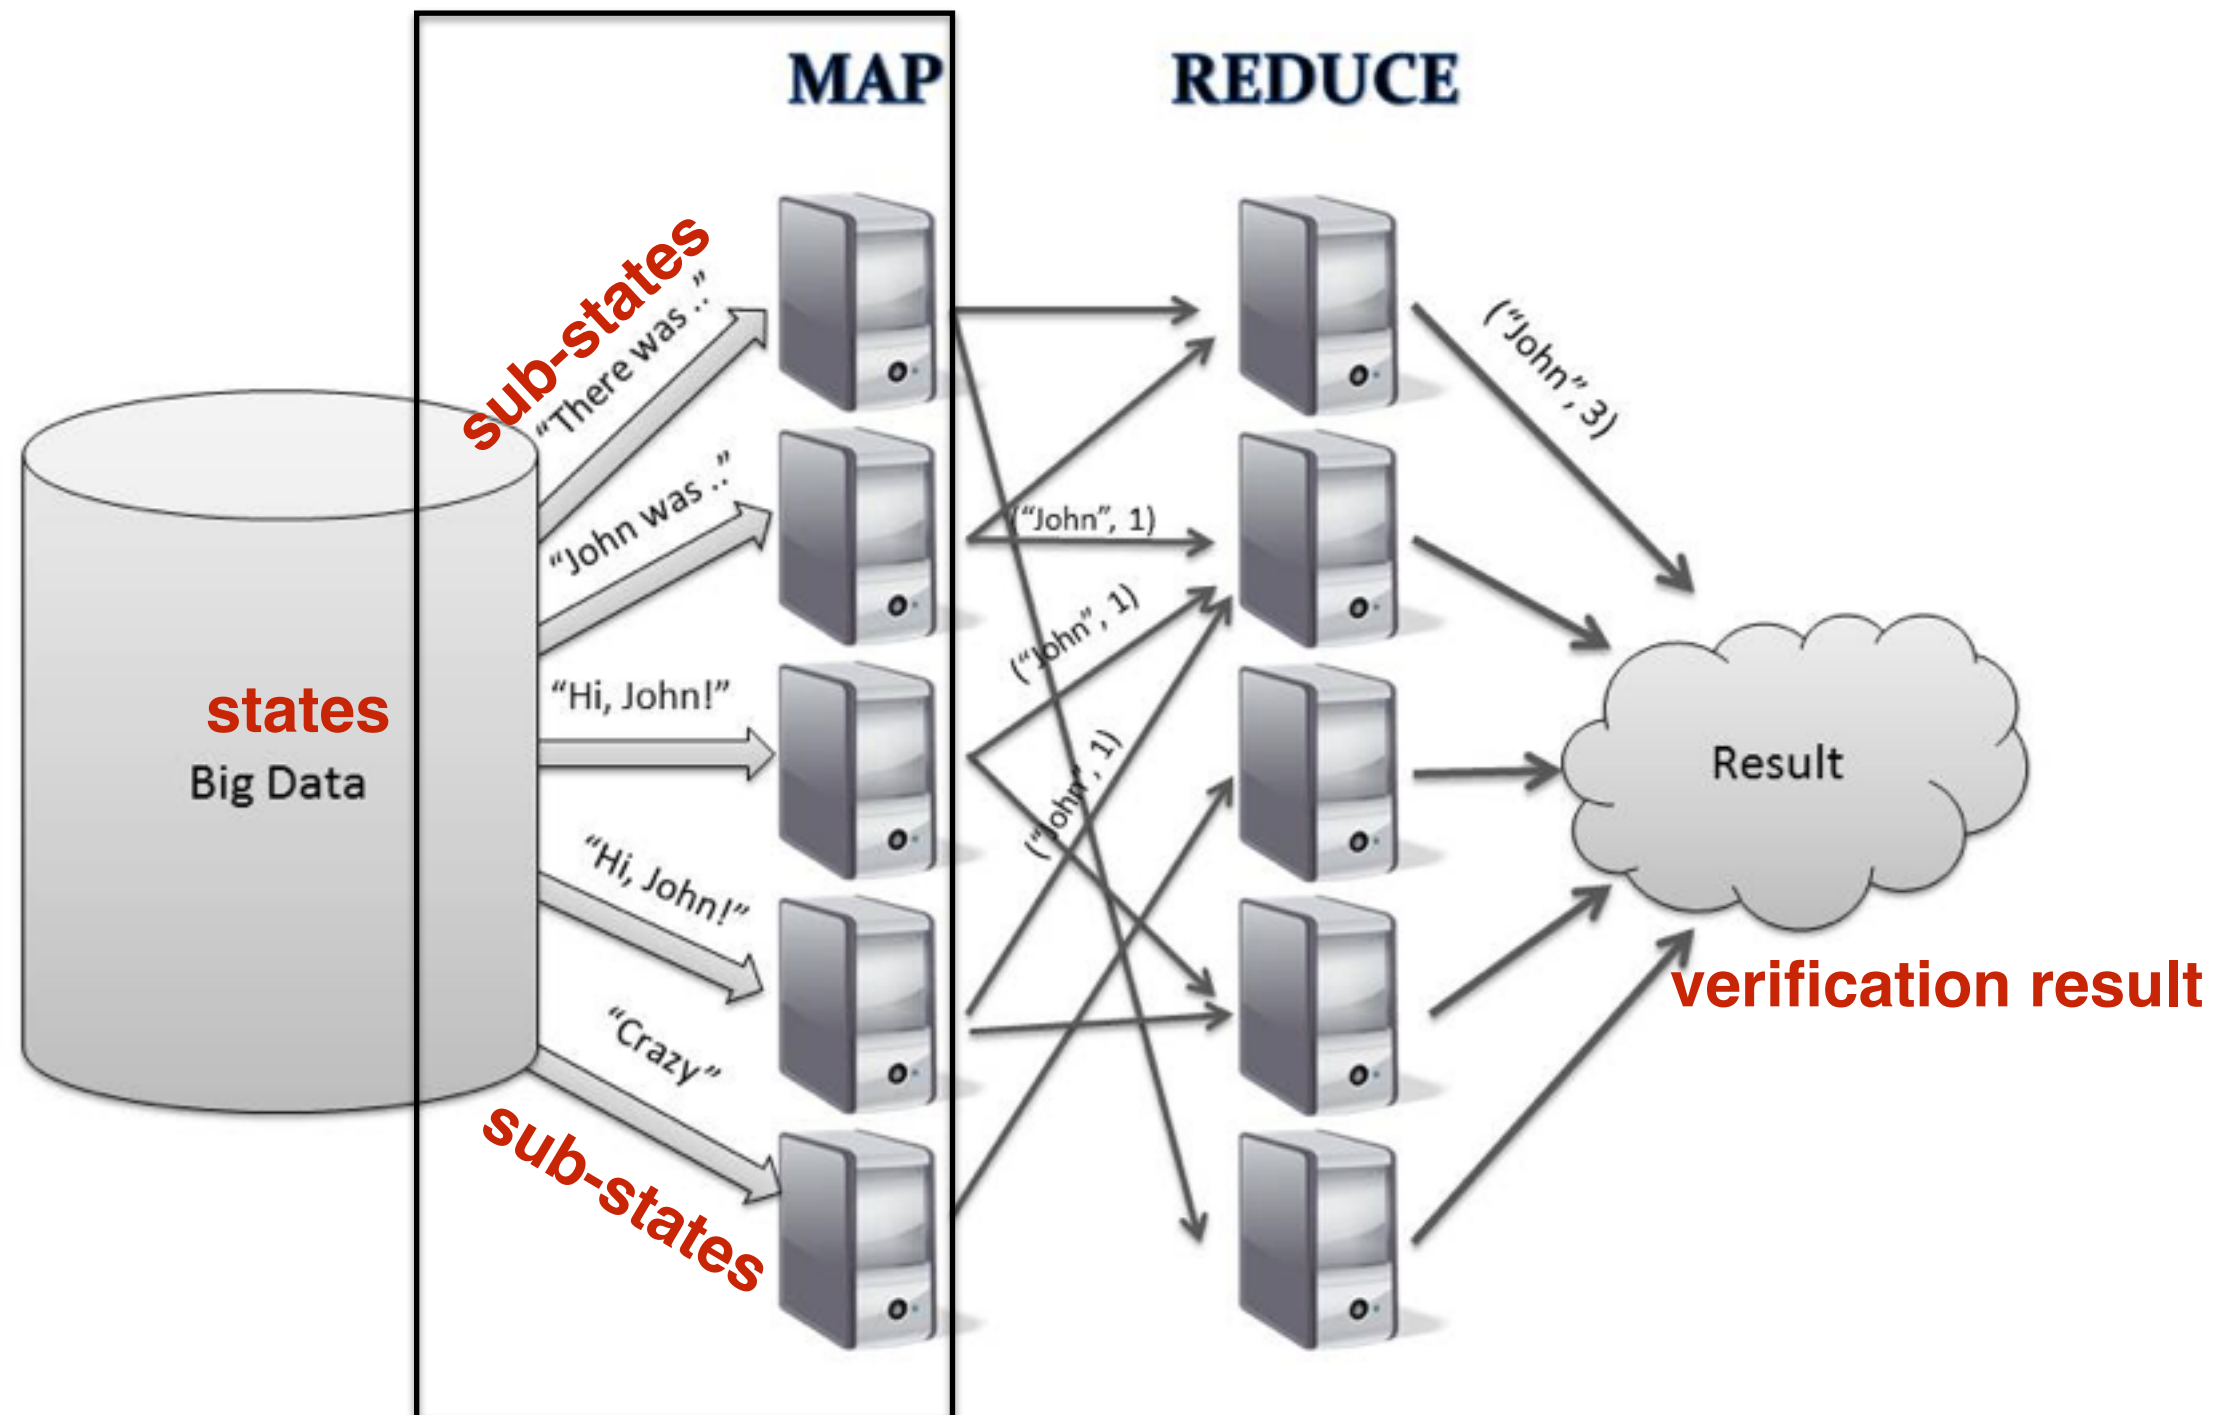 MAP
REDUCE
sub-states
“There was ..”
“John was ..”
“Hi, John!”
“Hi, John!”
“Crazy”
sub-states
states
Big Data
(“John”, 1)
(“John”, 1)
(“John”, 1)
(“John”, 3)
Result
verification result